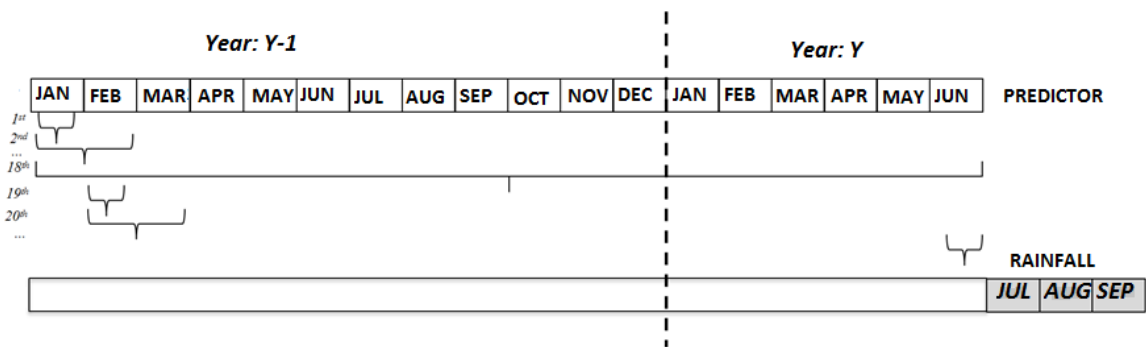 Year: Y-1 Year: Y
JAN FEB MAR APR MAY JUN JUL AUG SEP OCT NOV DEC JAN FEB MAR APR MAY JUN PREDICTOR
1st
2nd
...
18th
19th
20th
...
RAINFALL
JUL AUG SEP